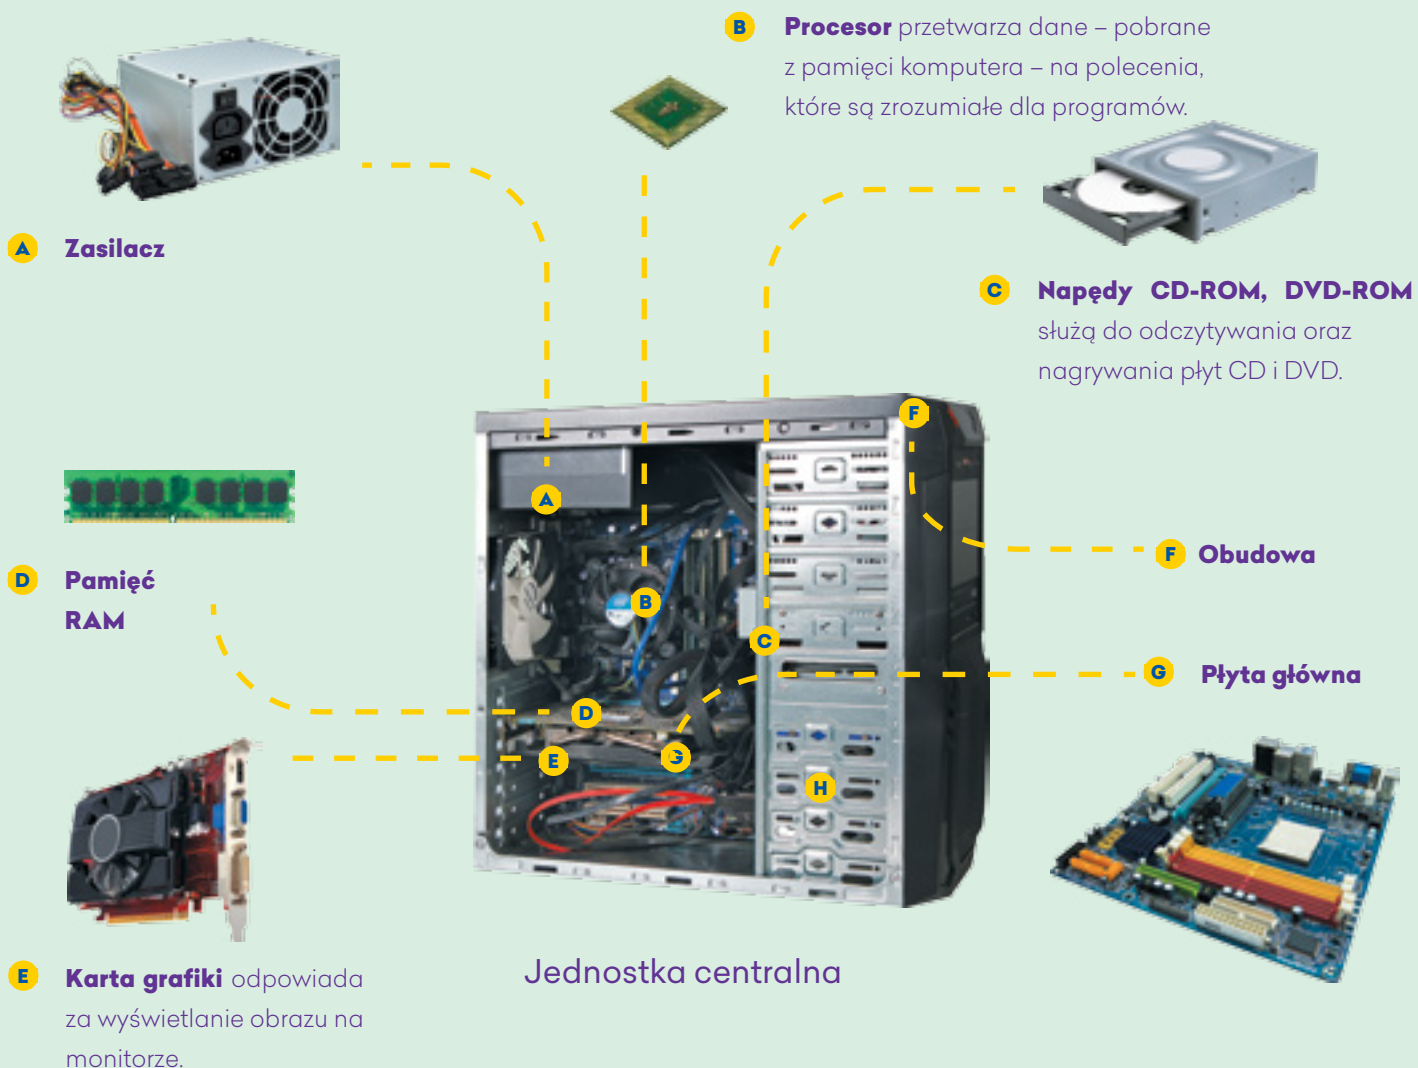 B Procesor przetwarza dane – pobrane
z pamięci komputera – na polecenia,
które są zrozumiałe dla programów.
A Zasilacz
C Napędy CD-ROM, DVD-ROM
służą do odczytywania oraz
nagrywania płyt CD i DVD.
F
A
D Pamięć
RAM
F Obudowa
B
C
G Płyta główna
D
E
G
H
E Karta grafiki odpowiada
za wyświetlanie obrazu na
monitorze.
Jednostka centralna